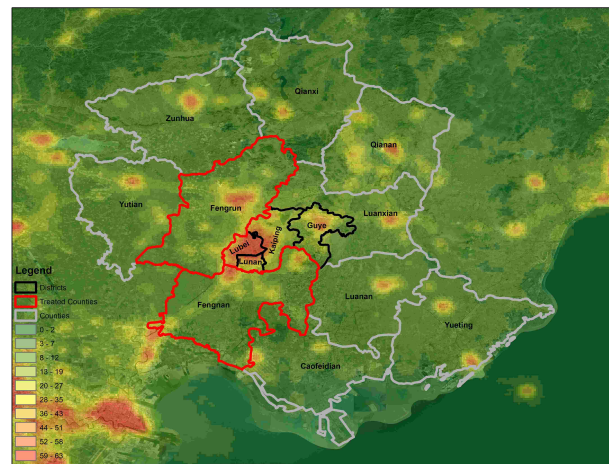 Qianxi
Zunhua
Qianan
Yutian
Fengrun
Luanxian
Guye
Kaiping
Lubei
Lunan
Fengnan
Luanan
Yueting
Caofeidian
Legend
Districts
Treated Counties
Counties
0 - 2
3 - 7
8 - 12
13 - 19
20 - 27
28 - 35
36 - 43
44 - 51
52 - 58
59 - 63